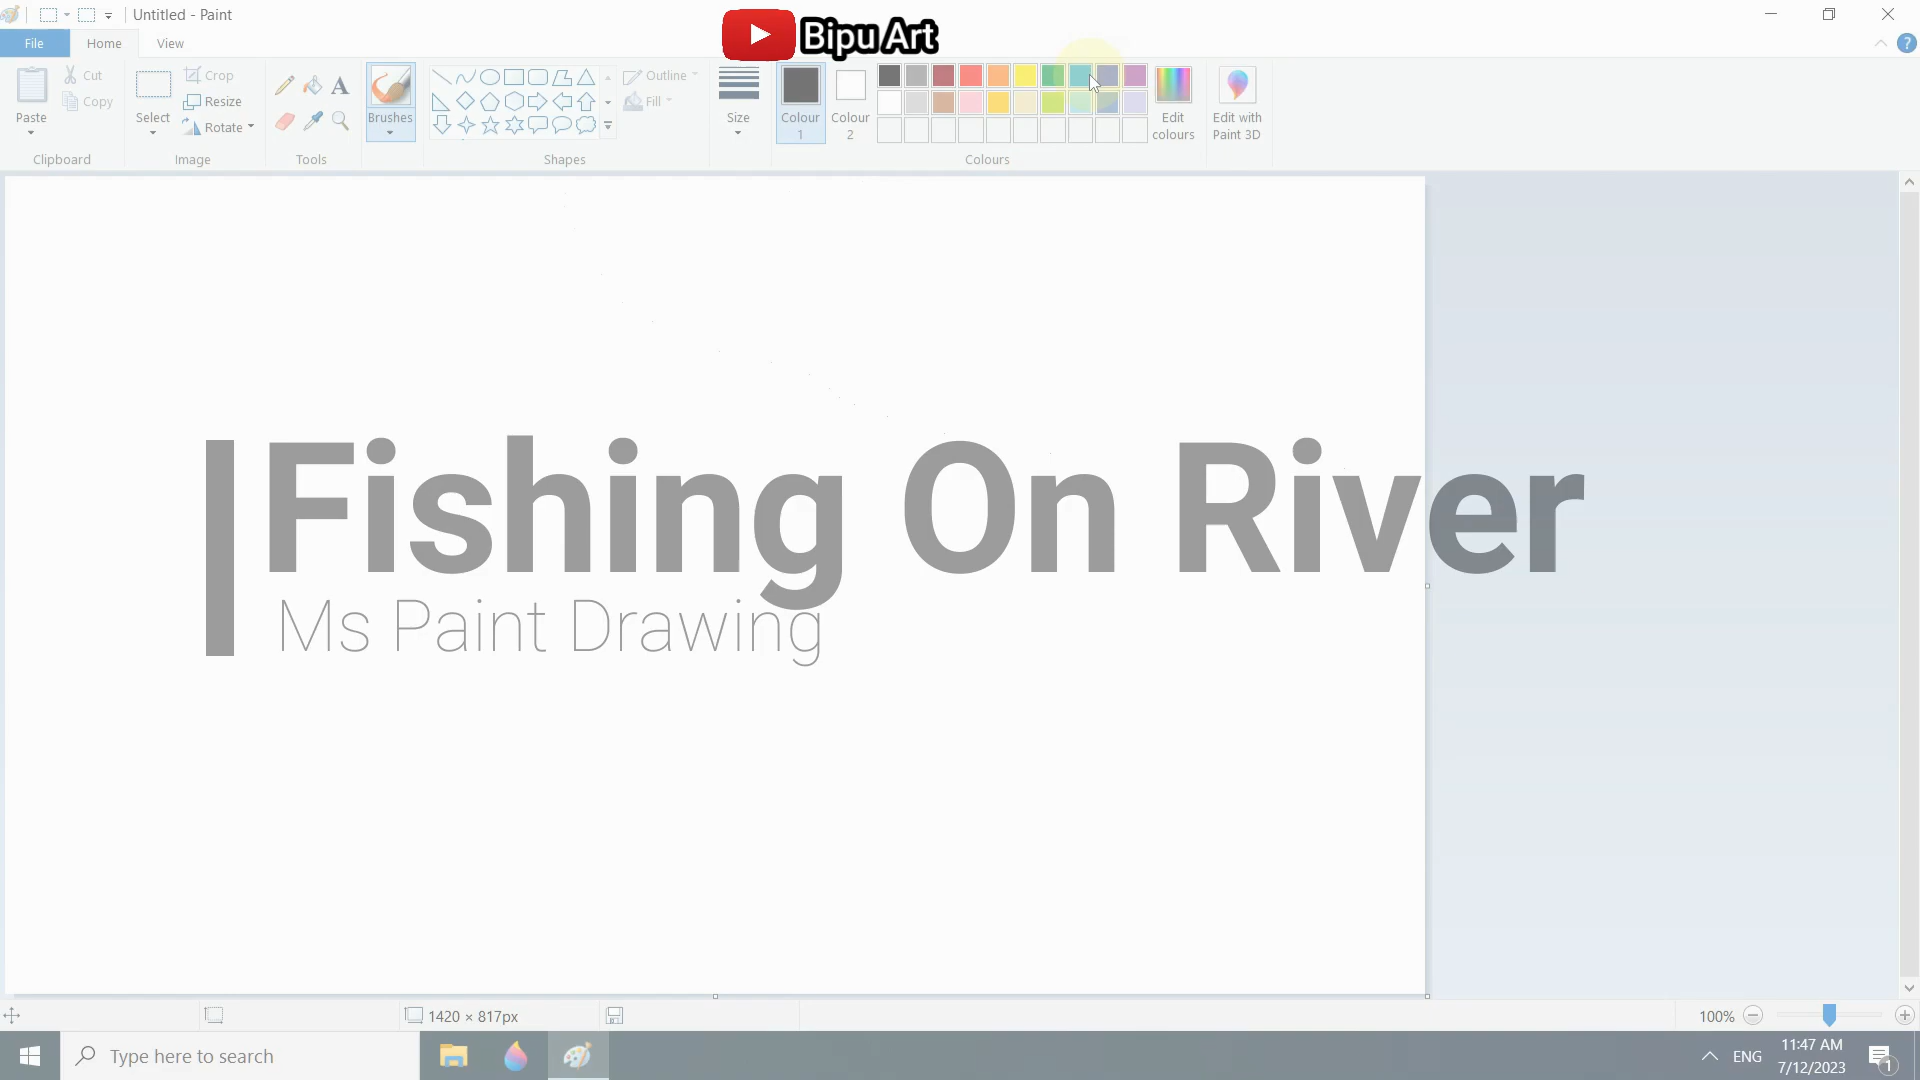 Untitled - Paint
Bipu Art
File
Home
View
Paste
Cut
Copy
Clipboard
Select
Crop
Resize
Rotate
Image
Tools
Brushes
Shapes
Outline
Fill
Size
Colour 1
Colour 2
Colours
Edit colours
Edit with Paint 3D
Fishing On River
Ms Paint Drawing
1420 × 817px
100%
Type here to search
ENG
11:47 AM
7/12/2023
1